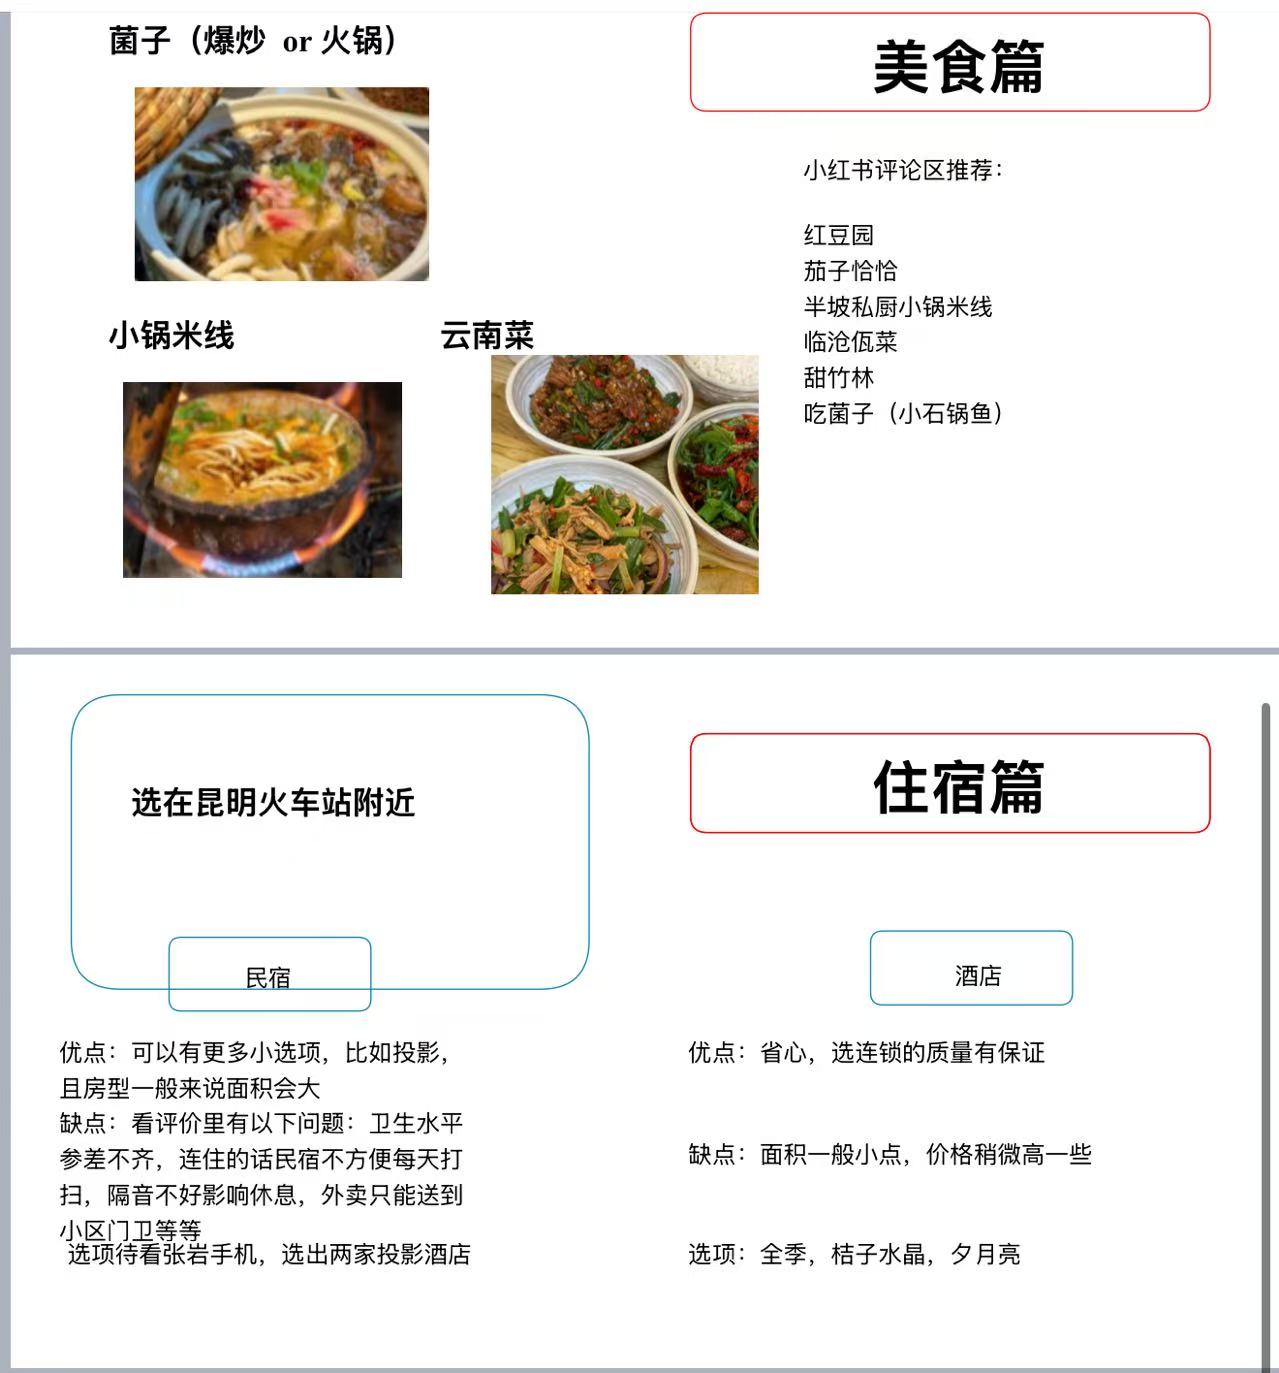 菌子（爆炒 or 火锅）
美食篇
小红书评论区推荐：
红豆园
茄子恰恰
半坡私厨小锅米线
临沧佤菜
甜竹林
吃菌子（小石锅鱼）
小锅米线
云南菜
选在昆明火车站附近
住宿篇
民宿
优点：可以有更多小选项，比如投影，
且房型一般来说面积会大
缺点：看评价里有以下问题：卫生水平
参差不齐，连住的话民宿不方便每天打
扫，隔音不好影响休息，外卖只能送到
小区门卫等等
选项待看张岩手机，选出两家投影酒店
酒店
优点：省心，选连锁的质量有保证
缺点：面积一般小点，价格稍微高一些
选项：全季，桔子水晶，夕月亮